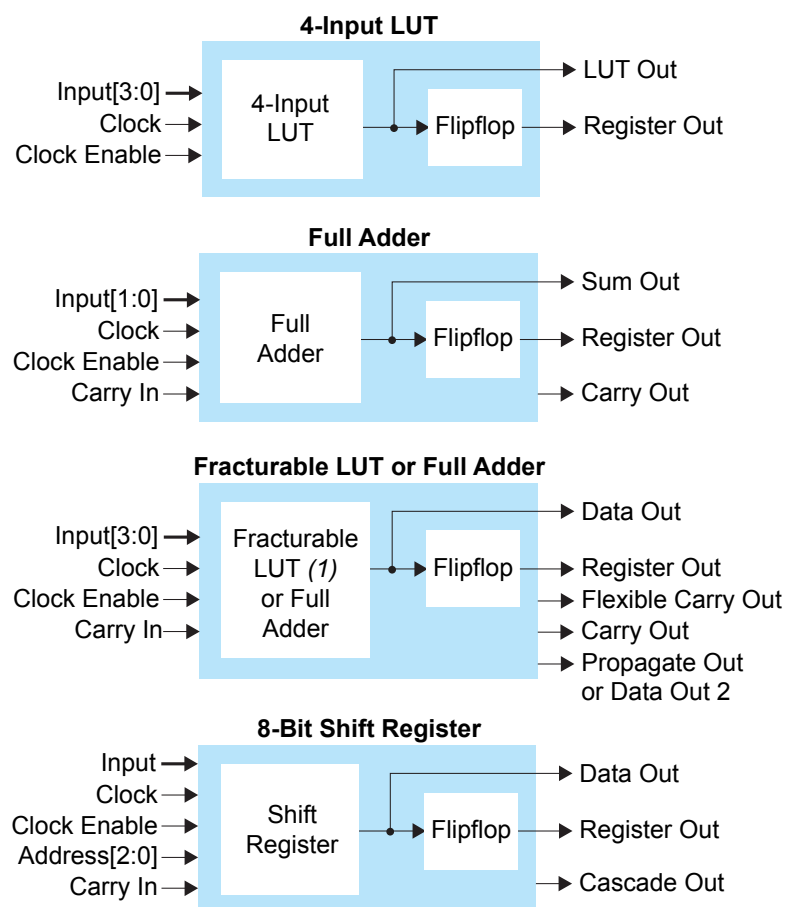 4-Input LUT
Input[3:0]
Clock
Clock Enable
4-Input
LUT
Flipflop
LUT Out
Register Out
Full Adder
Input[1:0]
Clock
Clock Enable
Carry In
Full
Adder
Flipflop
Sum Out
Register Out
Carry Out
Fracturable LUT or Full Adder
Input[3:0]
Clock
Clock Enable
Carry In
Fracturable
LUT (1)
or Full
Adder
Flipflop
Data Out
Register Out
Flexible Carry Out
Carry Out
Propagate Out
or Data Out 2
8-Bit Shift Register
Input
Clock
Clock Enable
Address[2:0]
Carry In
Shift
Register
Flipflop
Data Out
Register Out
Cascade Out